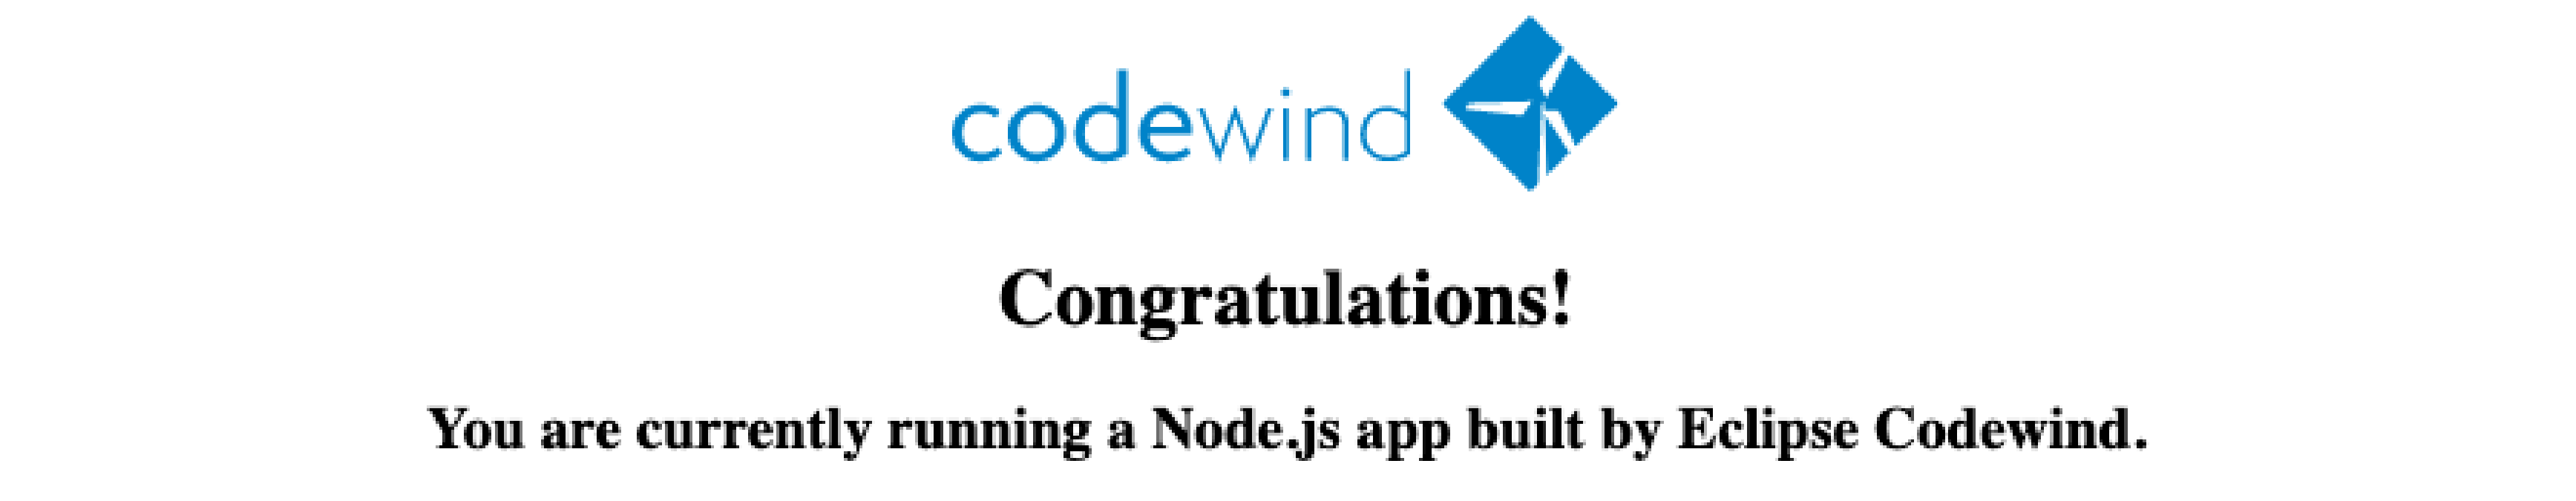 codewind
Congratulations!
You are currently running a Node.js app built by Eclipse Codewind.